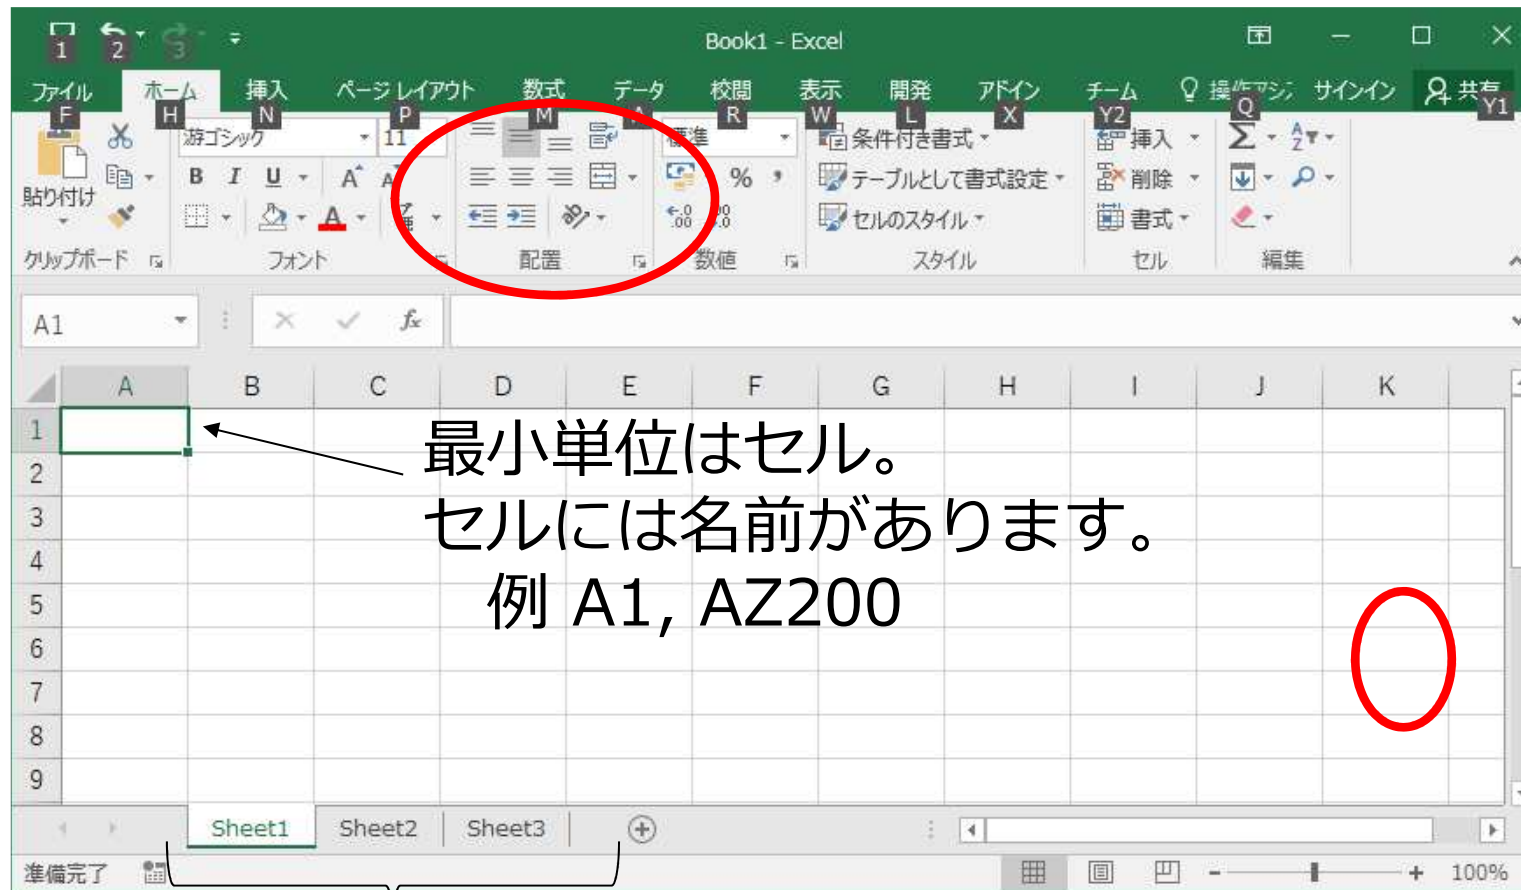 1 2 3 Book1 - Excel
ファイル ホーム 挿入 ページ レイアウト 数式 データ 校閲 表示 開発 アドイン チーム サインイン 共有
F H N P M A R W L X Y2 Q Y1
游ゴシック 11 標準 条件付き書式 挿入
貼り付け B I U A A % テーブルとして書式設定 削除
A セルのスタイル 書式
クリップボード フォント 配置 数値 スタイル セル 編集
A1 fx
A B C D E F G H I J K
1
2
3
4
5
6
7
8
9
最小単位はセル。
セルには名前があります。
例 A1, AZ200
Sheet1 Sheet2 Sheet3
準備完了 100%